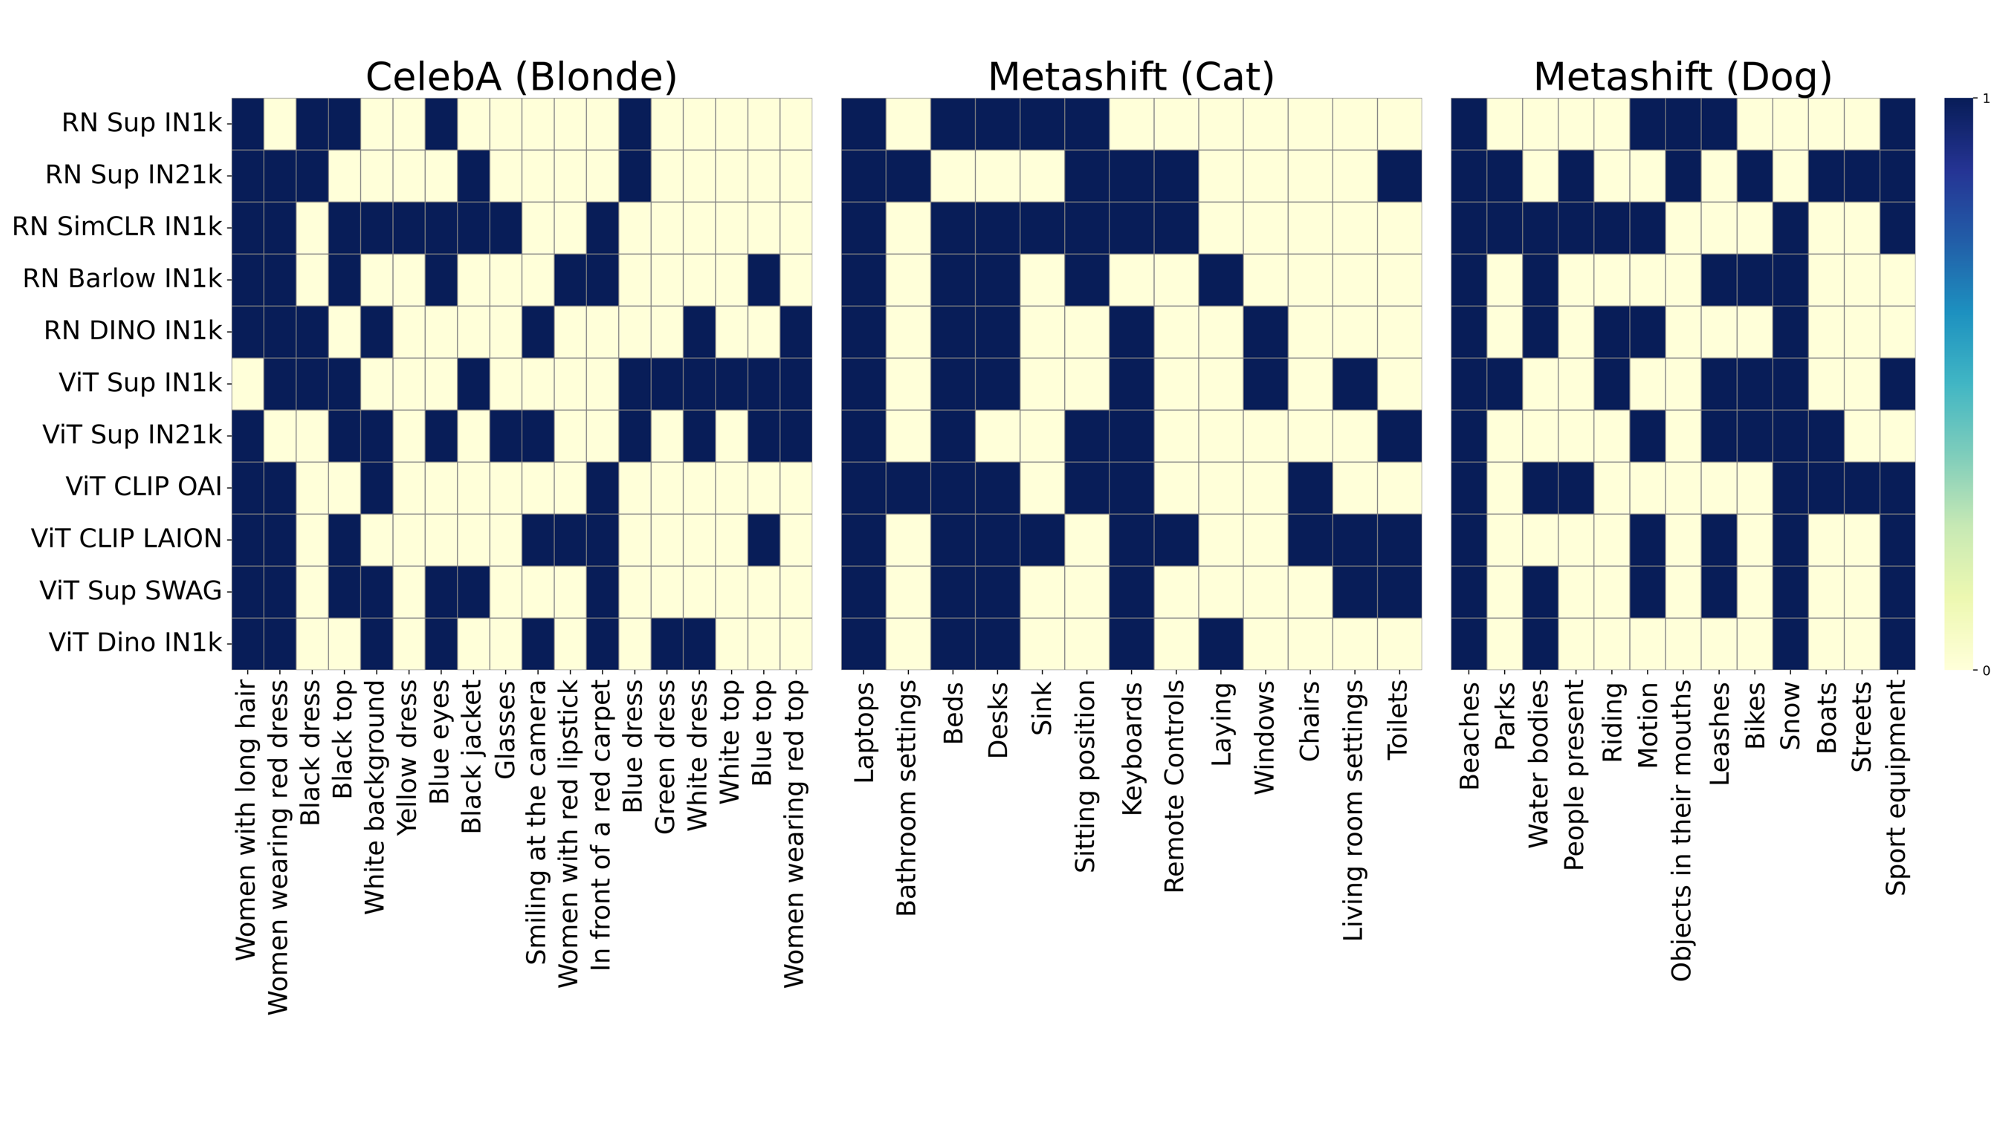 CelebA (Blonde)
Metashift (Cat)
Metashift (Dog)
RN Sup IN1k
RN Sup IN21k
RN SimCLR IN1k
RN Barlow IN1k
RN DINO IN1k
ViT Sup IN1k
ViT Sup IN21k
ViT CLIP OAI
ViT CLIP LAION
ViT Sup SWAG
ViT Dino IN1k
Women with long hair
Women wearing red dress
Black dress
Black top
White background
Yellow dress
Blue eyes
Black jacket
Glasses
Smiling at the camera
Women with red lipstick
In front of a red carpet
Blue dress
Green dress
White dress
White top
Blue top
Women wearing red top
Laptops
Bathroom settings
Beds
Desks
Sink
Sitting position
Keyboards
Remote Controls
Laying
Windows
Chairs
Living room settings
Toilets
Beaches
Parks
Water bodies
People present
Riding
Motion
Objects in their mouths
Leashes
Bikes
Snow
Boats
Streets
Sport equipment
1
0